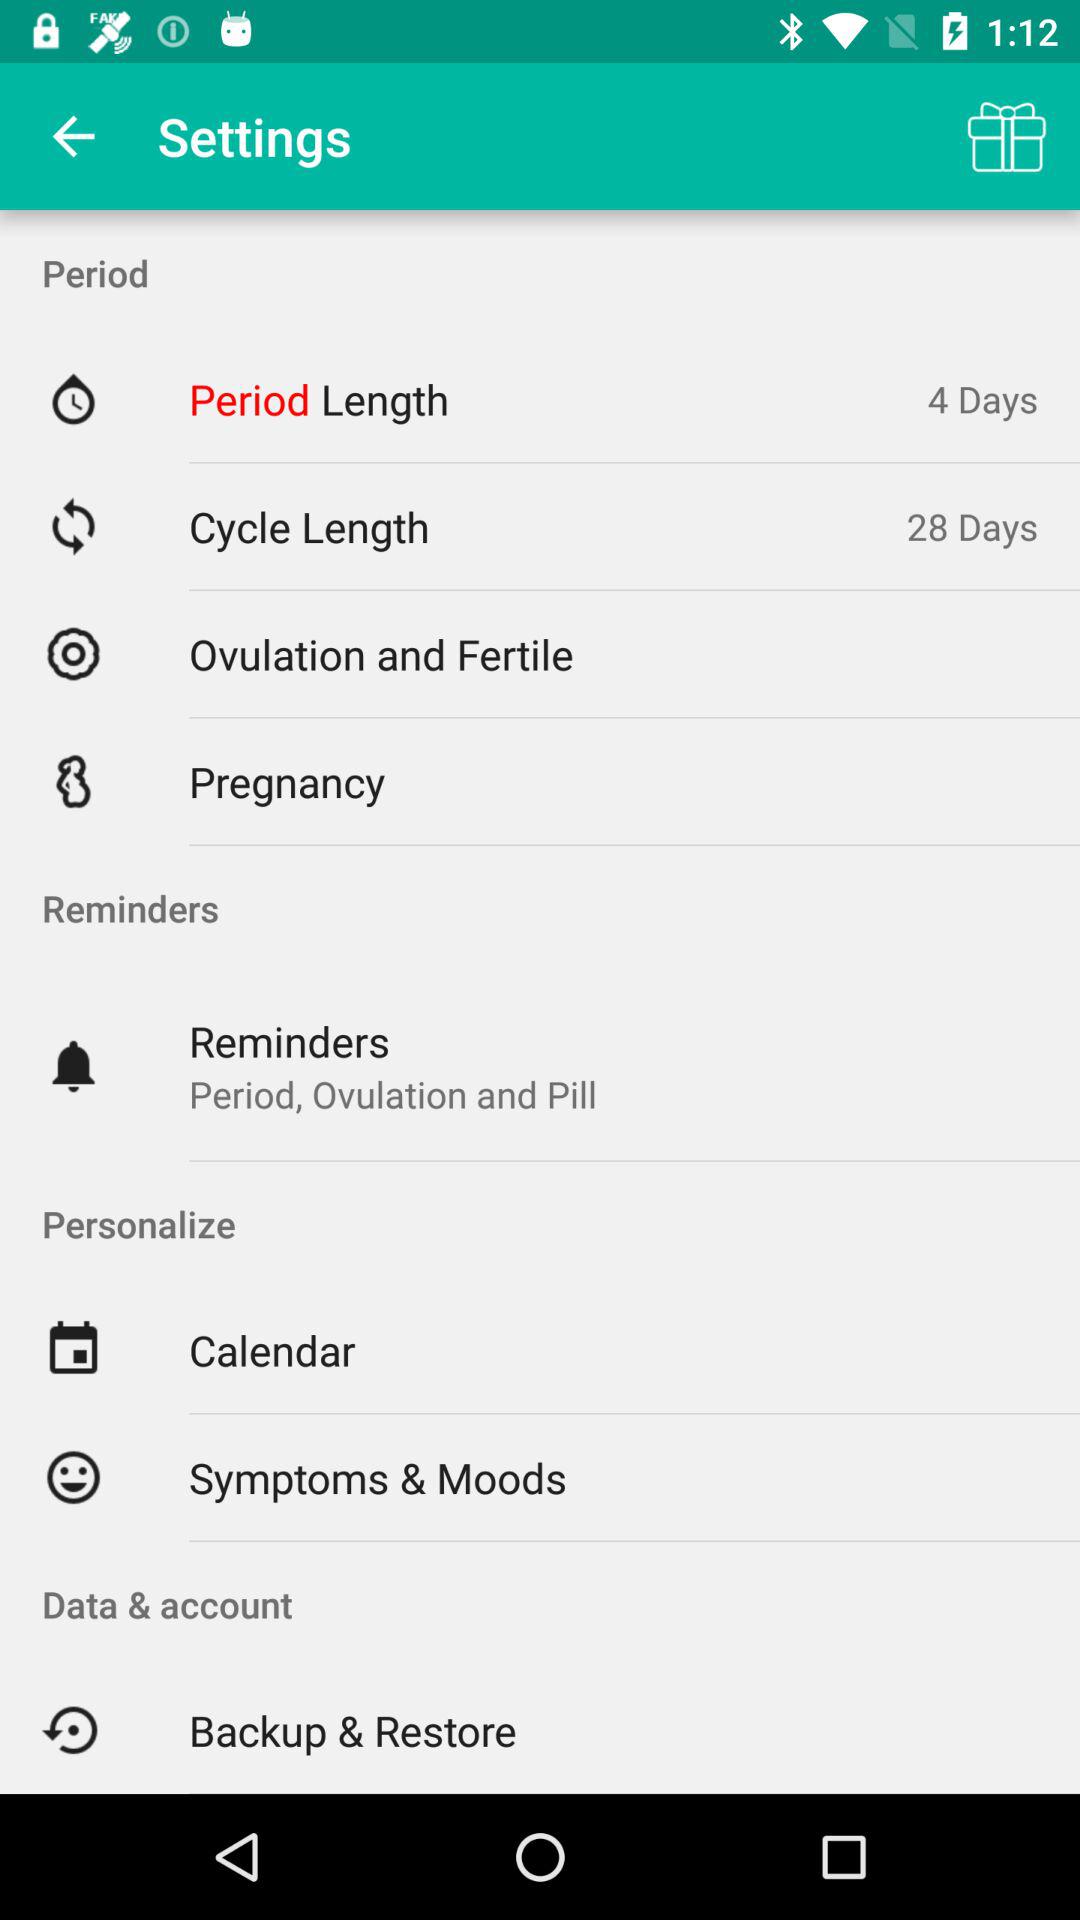 FAKE
1:12
Settings
Period
Period Length 4 Days
Cycle Length 28 Days
Ovulation and Fertile
Pregnancy
Reminders
Reminders
Period, Ovulation and Pill
Personalize
Calendar
Symptoms & Moods
Data & account
Backup & Restore